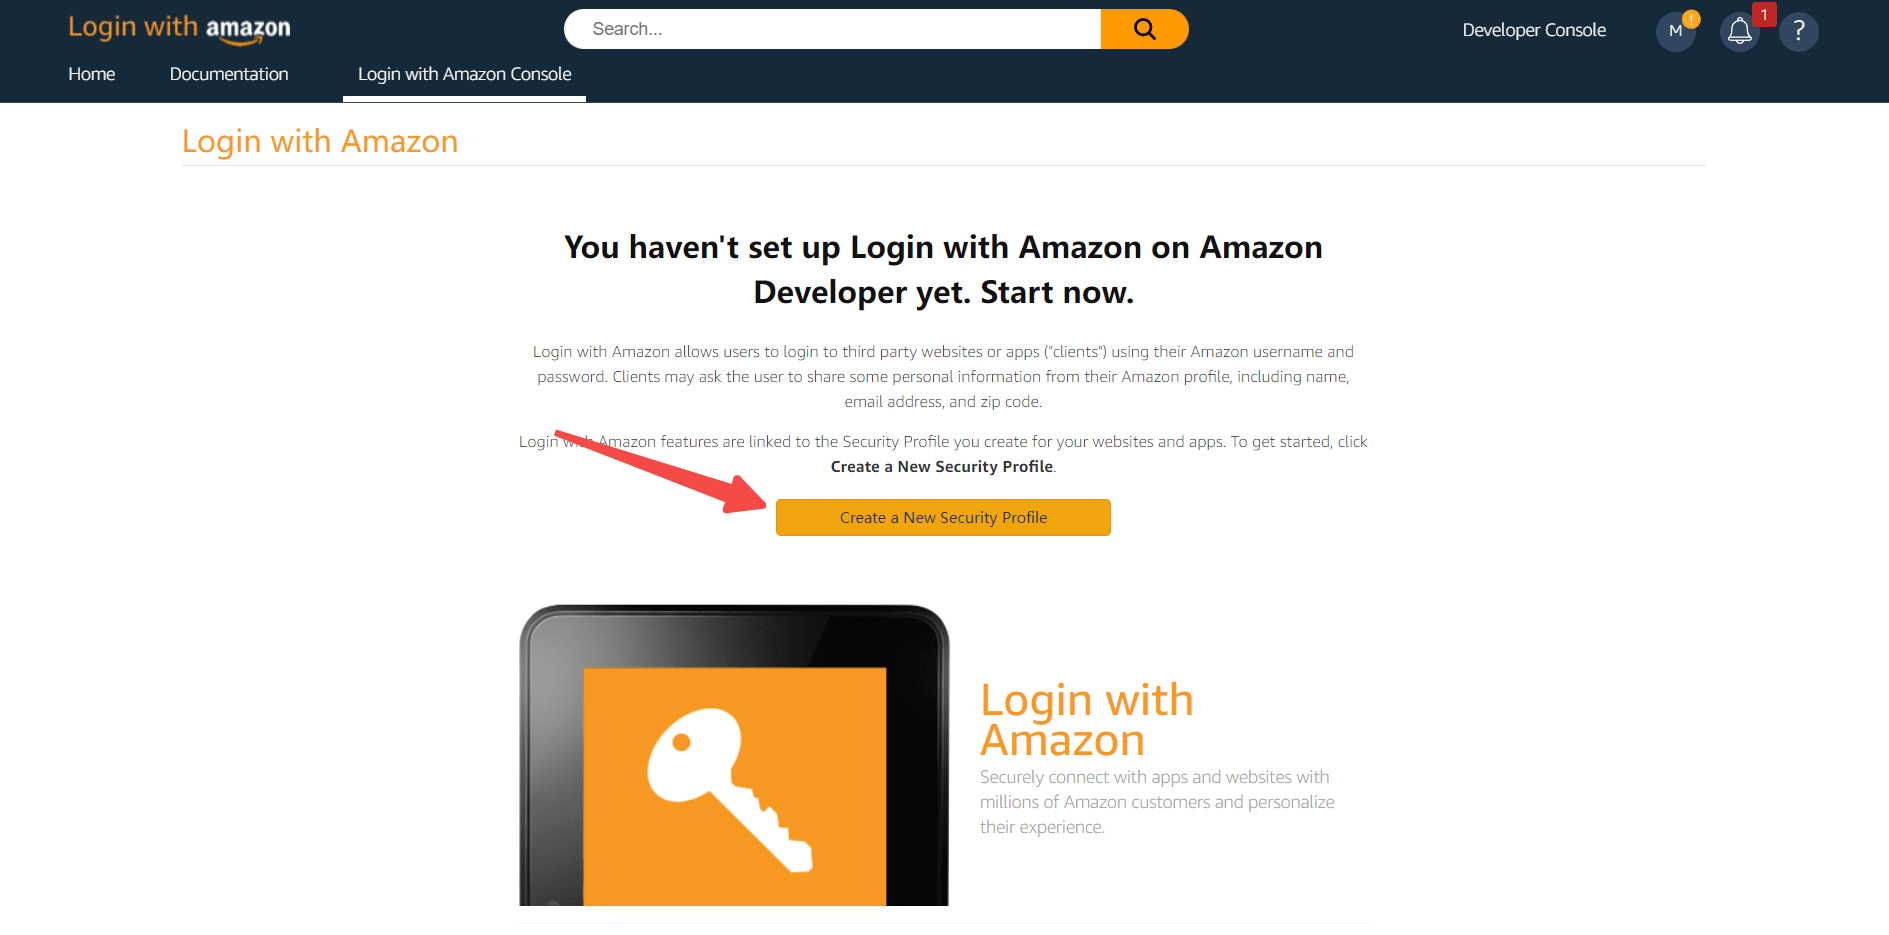 Login with amazon
Search...
Developer Console
M
!
1
?
Home
Documentation
Login with Amazon Console
Login with Amazon
You haven't set up Login with Amazon on Amazon
Developer yet. Start now.
Login with Amazon allows users to login to third party websites or apps ("clients") using their Amazon username and
password. Clients may ask the user to share some personal information from their Amazon profile, including name,
email address, and zip code.
Login with Amazon features are linked to the Security Profile you create for your websites and apps. To get started, click
Create a New Security Profile.
Create a New Security Profile
Login with
Amazon
Securely connect with apps and websites with
millions of Amazon customers and personalize
their experience.